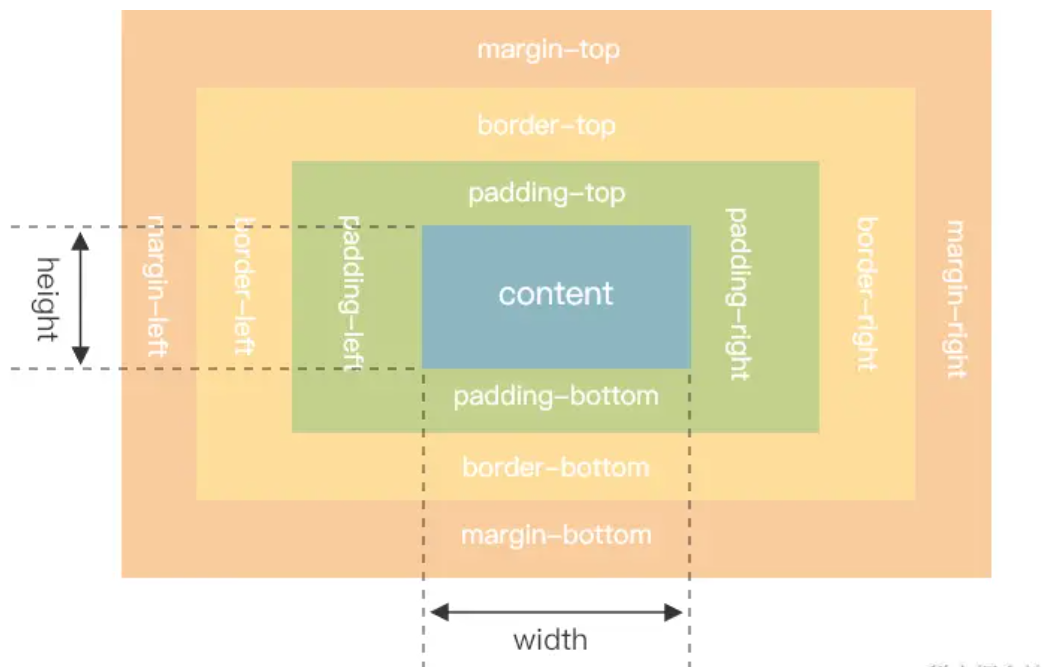 margin-top
border-top
padding-top
height
margin-left
border-left
padding-left
content
padding-right
border-right
margin-right
padding-bottom
border-bottom
margin-bottom
width